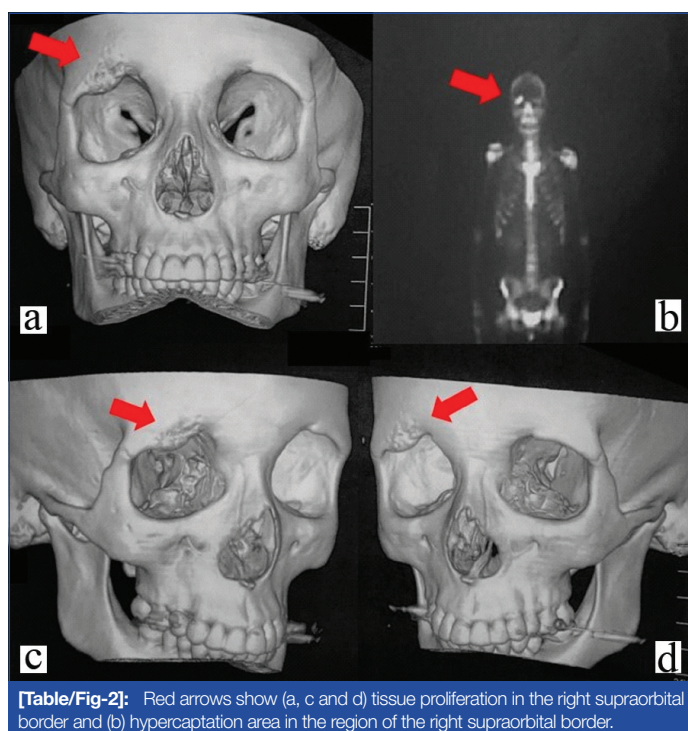 a
b
c
d
[Table/Fig-2]: Red arrows show (a, c and d) tissue proliferation in the right supraorbital
border and (b) hypercaptation area in the region of the right supraorbital border.